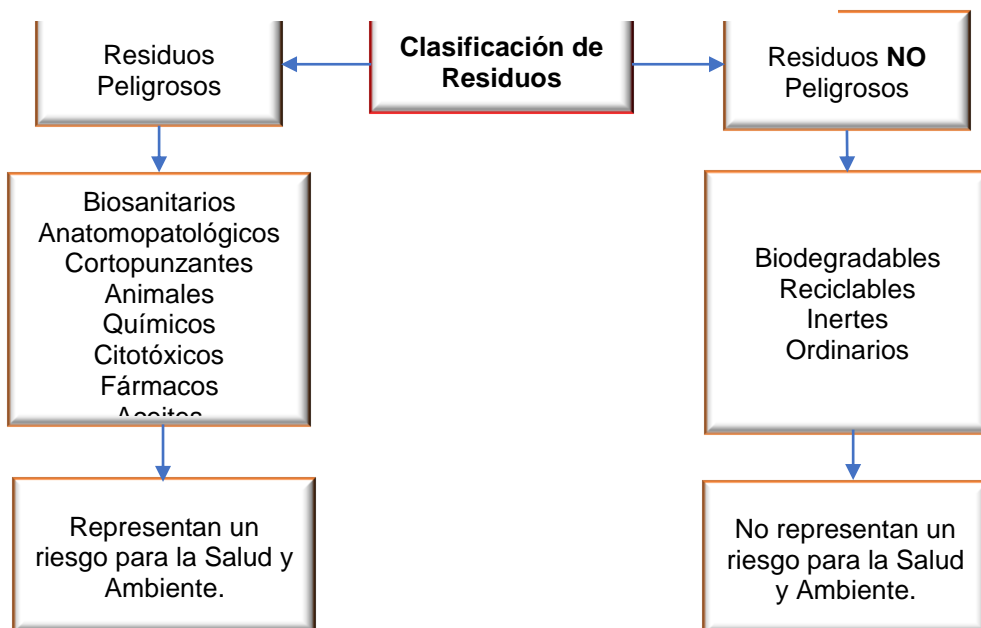 Clasificación de
Residuos
Residuos
Peligrosos
Residuos NO
Peligrosos
Biosanitarios
Anatomopatológicos
Cortopunzantes
Animales
Químicos
Citotóxicos
Fármacos
Aceites
Biodegradables
Reciclables
Inertes
Ordinarios
Representan un
riesgo para la Salud y
Ambiente.
No representan un
riesgo para la Salud
y Ambiente.